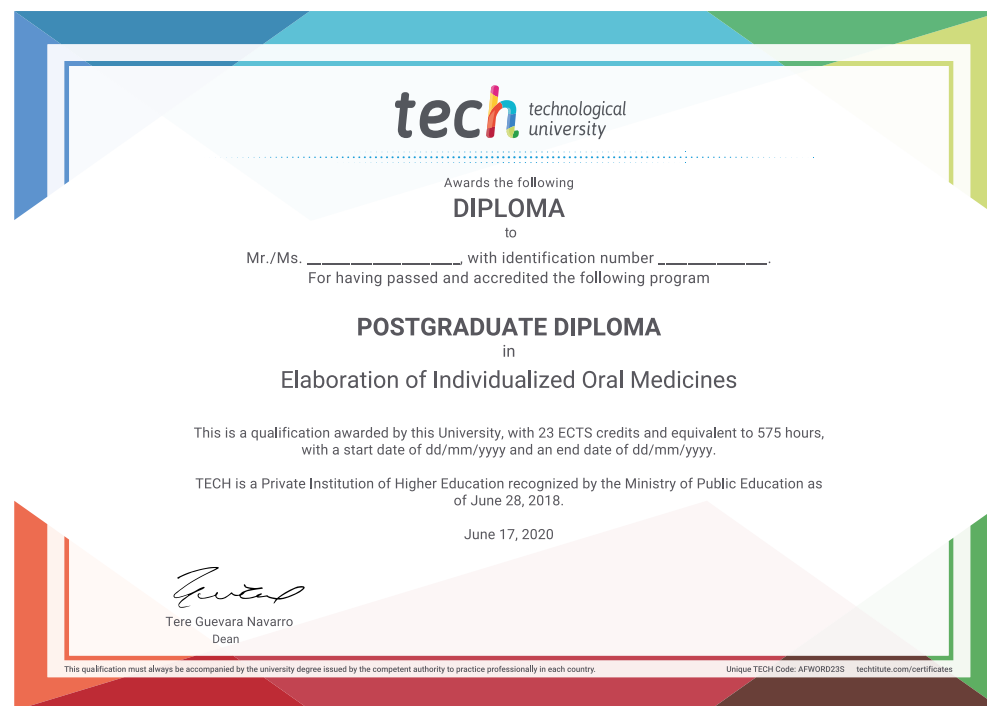 tech technological
university
Awards the following
DIPLOMA
to
Mr./Ms. ____________________, with identification number ______________.
For having passed and accredited the following program
POSTGRADUATE DIPLOMA
in
Elaboration of Individualized Oral Medicines
This is a qualification awarded by this University, with 23 ECTS credits and equivalent to 575 hours,
with a start date of dd/mm/yyyy and an end date of dd/mm/yyyy.
TECH is a Private Institution of Higher Education recognized by the Ministry of Public Education as
of June 28, 2018.
June 17, 2020
Tere Guevara Navarro
Dean
This qualification must always be accompanied by the university degree issued by the competent authority to practice professionally in each country.
Unique TECH Code: AFWORD23S techtitute.com/certificates